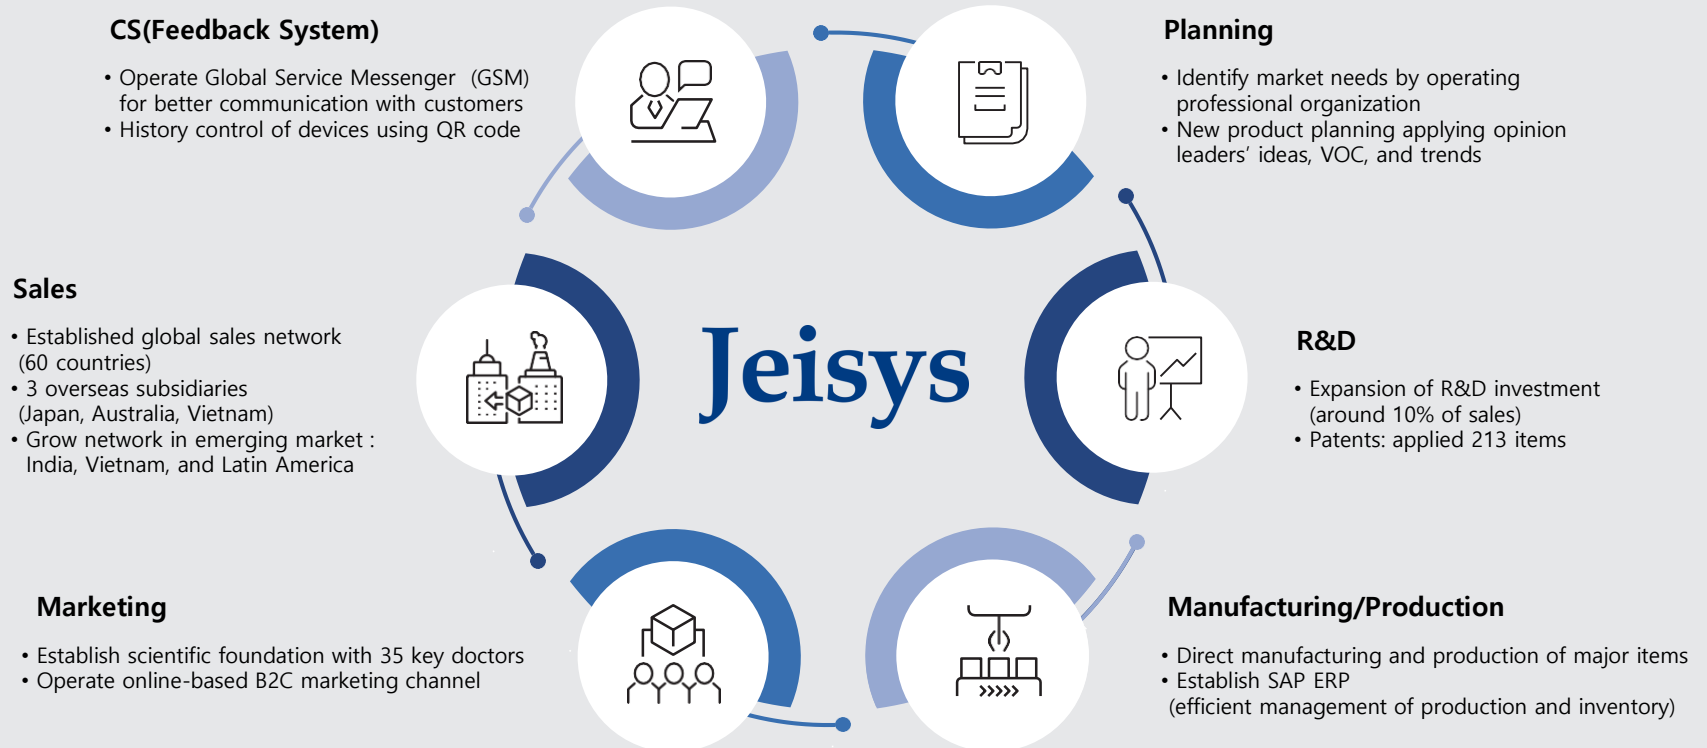 CS(Feedback System)
• Operate Global Service Messenger (GSM)
for better communication with customers
• History control of devices using QR code
Planning
• Identify market needs by operating
professional organization
• New product planning applying opinion
leaders' ideas, VOC, and trends
Sales
• Established global sales network
(60 countries)
• 3 overseas subsidiaries
(Japan, Australia, Vietnam)
• Grow network in emerging market :
India, Vietnam, and Latin America
Jeisys
R&D
• Expansion of R&D investment
(around 10% of sales)
• Patents: applied 213 items
Marketing
• Establish scientific foundation with 35 key doctors
• Operate online-based B2C marketing channel
Manufacturing/Production
• Direct manufacturing and production of major items
• Establish SAP ERP
(efficient management of production and inventory)